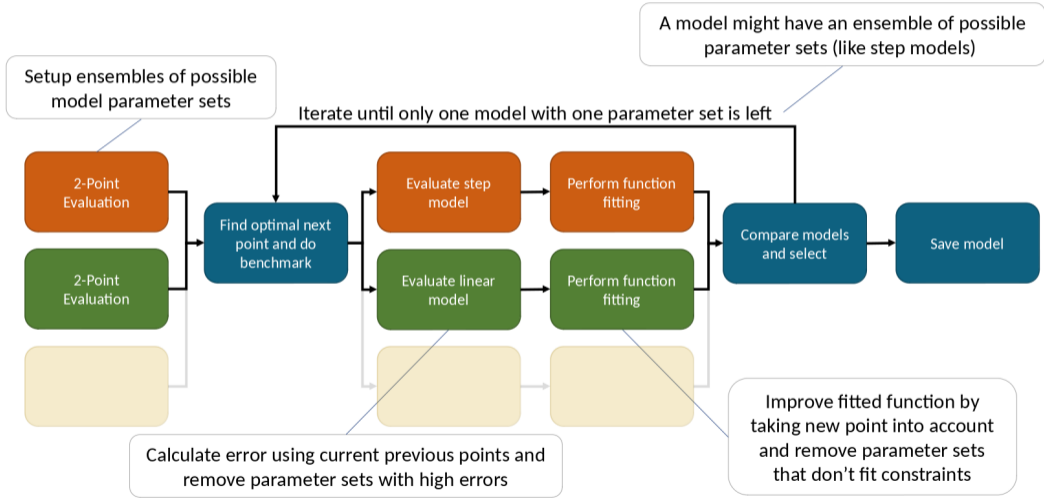 A model might have an ensemble of possible
parameter sets (like step models)
Setup ensembles of possible
model parameter sets
Iterate until only one model with one parameter set is left
2-Point
Evaluation
Evaluate step
model
Perform function
fitting
Find optimal next
point and do
benchmark
Compare models
and select
Save model
2-Point
Evaluation
Evaluate linear
model
Perform function
fitting
Improve fitted function by
taking new point into account
and remove parameter sets
that don't fit constraints
Calculate error using current previous points and
remove parameter sets with high errors